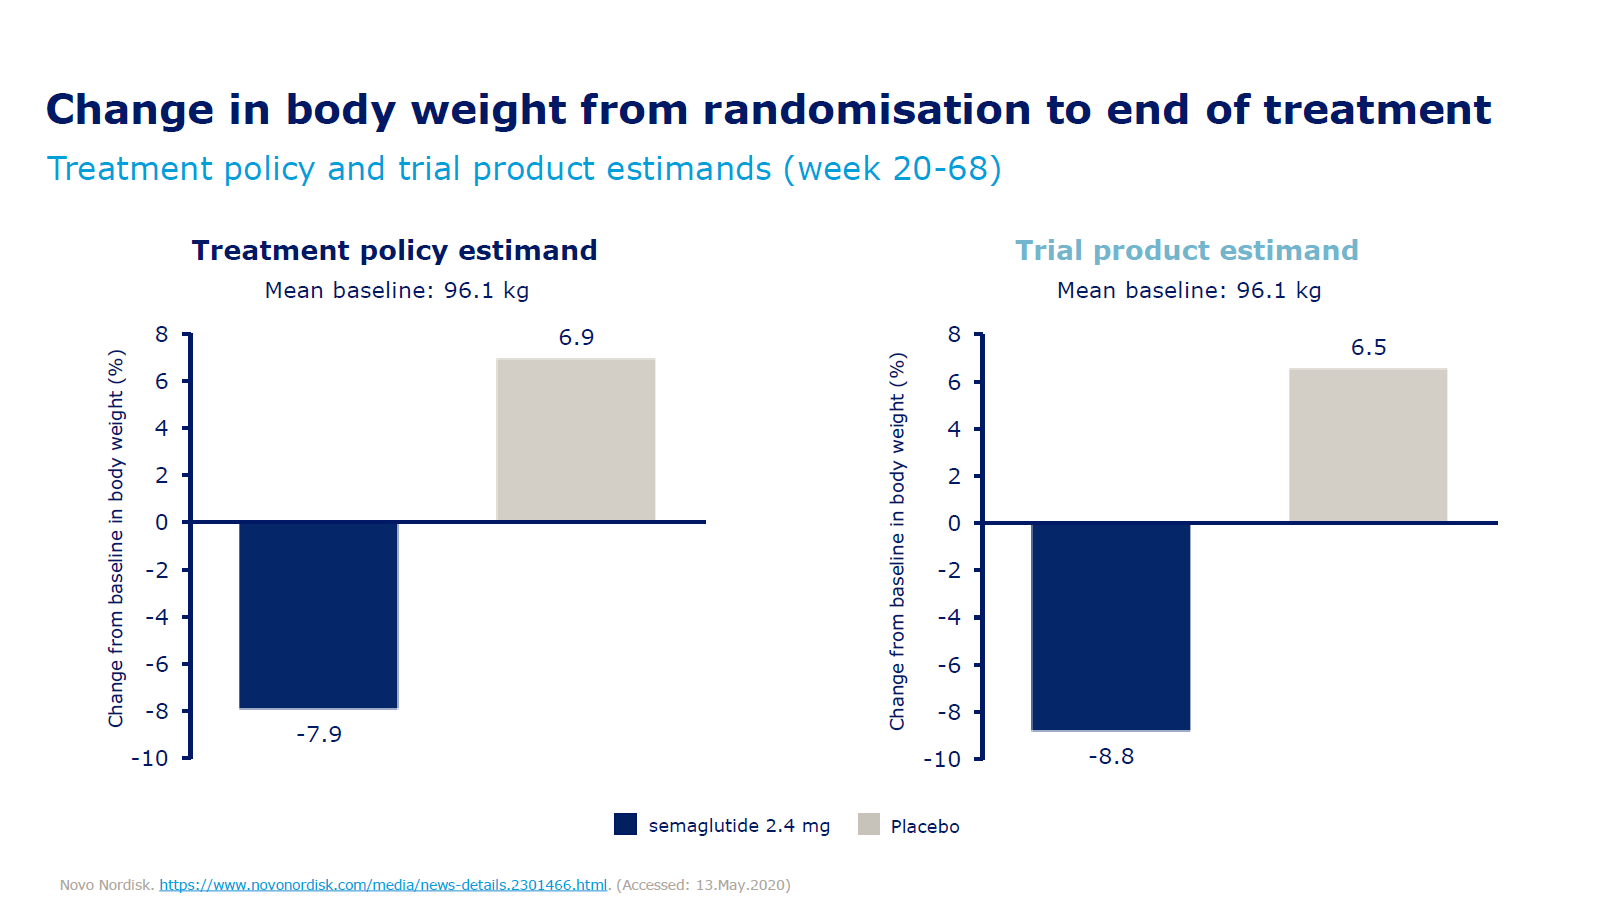 Change in body weight from randomisation to end of treatment
Treatment policy and trial product estimands (week 20-68)
Treatment policy estimand
Mean baseline: 96.1 kg
Change from baseline in body weight (%)
8
6
4
2
0
-2
-4
-6
-8
-10
6.9
-7.9
Trial product estimand
Mean baseline: 96.1 kg
Change from baseline in body weight (%)
8
6
4
2
0
-2
-4
-6
-8
-10
6.5
-8.8
semaglutide 2.4 mg
Placebo
Novo Nordisk. https://www.novonordisk.com/media/news-details.2301466.html. (Accessed: 13.May.2020)